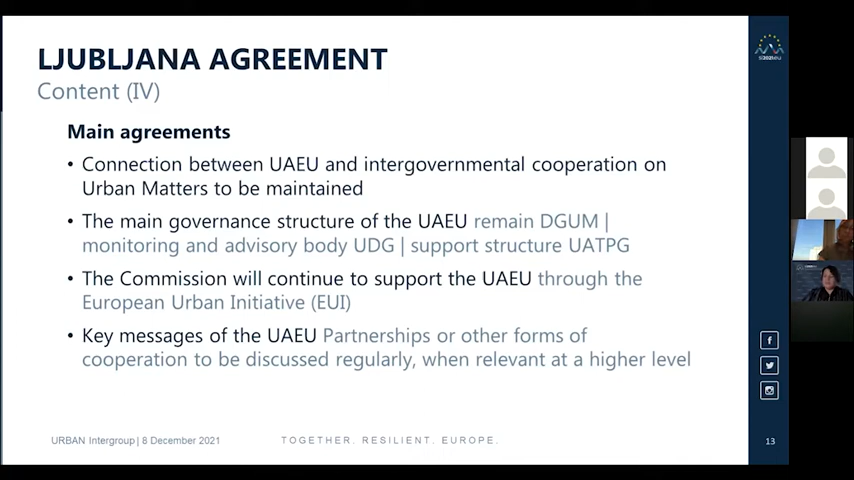 LJUBLJANA AGREEMENT
Content (IV)
Main agreements
• Connection between UAEU and intergovernmental cooperation on
Urban Matters to be maintained
• The main governance structure of the UAEU remain DGUM |
monitoring and advisory body UDG | support structure UATPG
• The Commission will continue to support the UAEU through the
European Urban Initiative (EUI)
• Key messages of the UAEU Partnerships or other forms of
cooperation to be discussed regularly, when relevant at a higher level
URBAN Intergroup | 8 December 2021
TOGETHER. RESILIENT. EUROPE.
13
si2021.eu